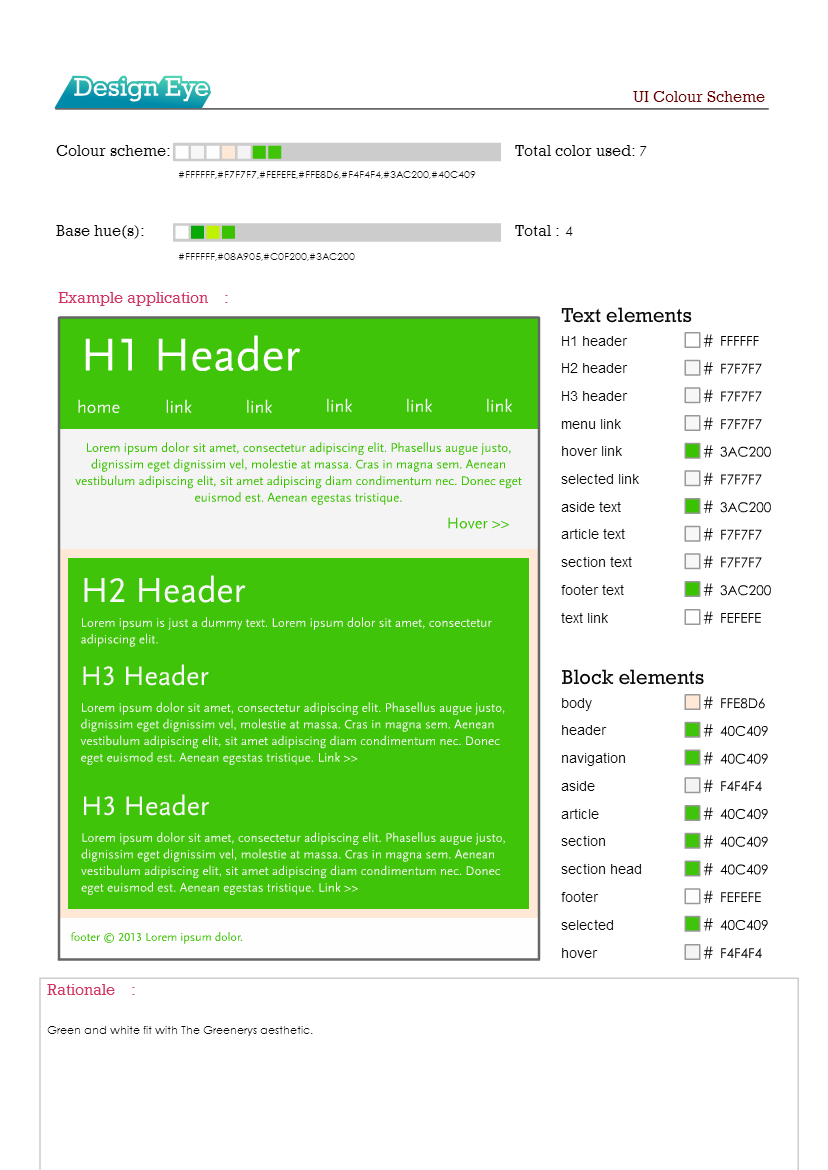 Design Eye
UI Colour Scheme
Colour scheme:
Total color used: 7
#FFFFFF,#F7F7F7,#FEFEFE,#FFE8D6,#F4F4F4,#3AC200,#40C409
Base hue(s):
Total : 4
#FFFFFF,#08A905,#C0F200,#3AC200
Example application :
H1 Header
home link link link link link
Lorem ipsum dolor sit amet, consectetur adipiscing elit. Phasellus augue justo,
dignissim eget dignissim vel, molestie at massa. Cras in magna sem. Aenean
vestibulum adipiscing elit, sit amet adipiscing diam condimentum nec. Donec eget
euismod est. Aenean egestas tristique.
Hover >>
H2 Header
Lorem ipsum is just a dummy text. Lorem ipsum dolor sit amet, consectetur
adipiscing elit.
H3 Header
Lorem ipsum dolor sit amet, consectetur adipiscing elit. Phasellus augue justo,
dignissim eget dignissim vel, molestie at massa. Cras in magna sem. Aenean
vestibulum adipiscing elit, sit amet adipiscing diam condimentum nec. Donec
eget euismod est. Aenean egestas tristique. Link >>
H3 Header
Lorem ipsum dolor sit amet, consectetur adipiscing elit. Phasellus augue justo,
dignissim eget dignissim vel, molestie at massa. Cras in magna sem. Aenean
vestibulum adipiscing elit, sit amet adipiscing diam condimentum nec. Donec
eget euismod est. Aenean egestas tristique. Link >>
footer © 2013 Lorem ipsum dolor.
Text elements
H1 header # FFFFFF
H2 header # F7F7F7
H3 header # F7F7F7
menu link # F7F7F7
hover link # 3AC200
selected link # F7F7F7
aside text # 3AC200
article text # F7F7F7
section text # F7F7F7
footer text # 3AC200
text link # FEFEFE
Block elements
body # FFE8D6
header # 40C409
navigation # 40C409
aside # F4F4F4
article # 40C409
section # 40C409
section head # 40C409
footer # FEFEFE
selected # 40C409
hover # F4F4F4
Rationale :
Green and white fit with The Greenerys aesthetic.